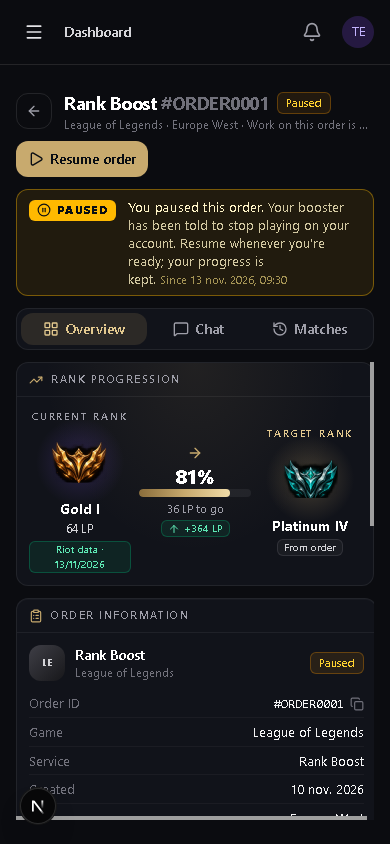 Dashboard
TE
Rank Boost #ORDER0001 Paused
League of Legends · Europe West · Work on this order is ...
Resume order
PAUSED
You paused this order. Your booster
has been told to stop playing on your
account. Resume whenever you're
ready; your progress is
kept. Since 13 nov. 2026, 09:30
Overview
Chat
Matches
RANK PROGRESSION
CURRENT RANK
Gold I
64 LP
Riot data ·
13/11/2026
→
81%
36 LP to go
↑ +364 LP
TARGET RANK
Platinum IV
From order
ORDER INFORMATION
LE
Rank Boost
League of Legends
Paused
Order ID #ORDER0001
Game League of Legends
Service Rank Boost
Created 10 nov. 2026
N